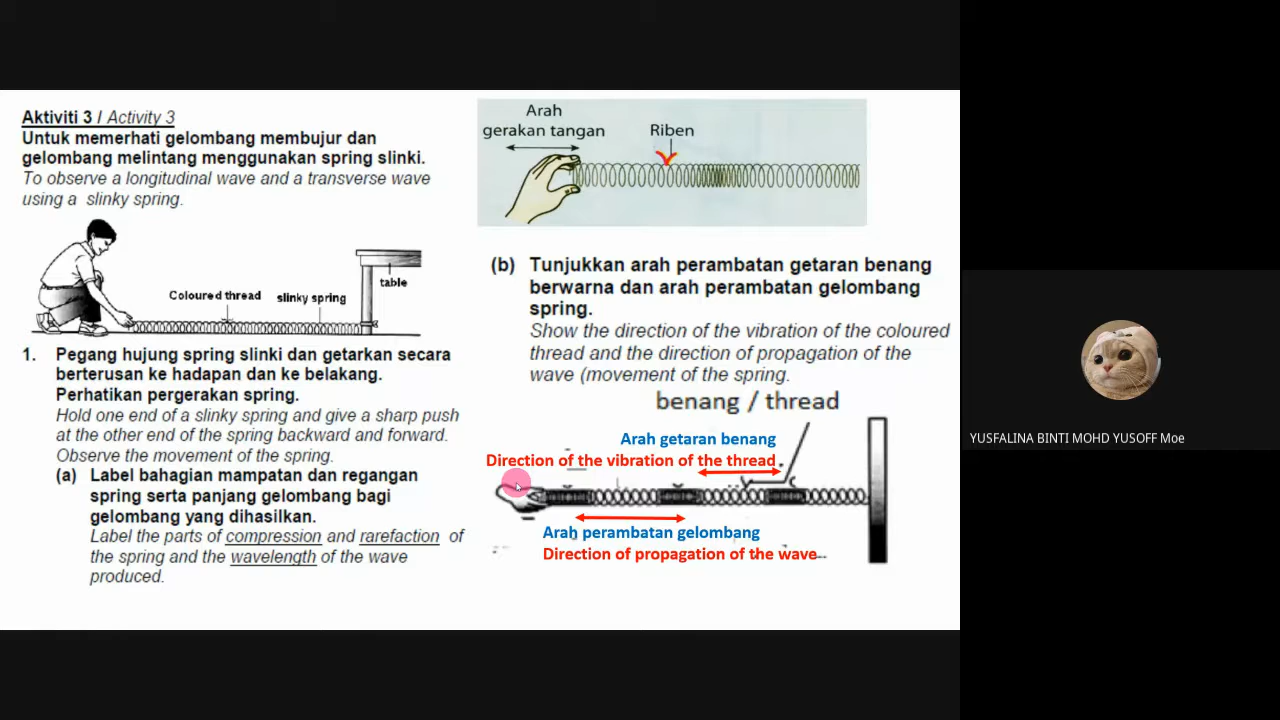 Aktiviti 3 / Activity 3
Untuk memerhati gelombang membujur dan
gelombang melintang menggunakan spring slinki.
To observe a longitudinal wave and a transverse wave
using a slinky spring.
Coloured thread
slinky spring
table
1. Pegang hujung spring slinki dan getarkan secara
berterusan ke hadapan dan ke belakang.
Perhatikan pergerakan spring.
Hold one end of a slinky spring and give a sharp push
at the other end of the spring backward and forward.
Observe the movement of the spring.
(a) Label bahagian mampatan dan regangan
spring serta panjang gelombang bagi
gelombang yang dihasilkan.
Label the parts of compression and rarefaction of
the spring and the wavelength of the wave
produced.
Arah
gerakan tangan
Riben
(b) Tunjukkan arah perambatan getaran benang
berwarna dan arah perambatan gelombang
spring.
Show the direction of the vibration of the coloured
thread and the direction of propagation of the
wave (movement of the spring.
benang / thread
Arah getaran benang
Direction of the vibration of the thread
Arah perambatan gelombang
Direction of propagation of the wave
YUSFALINA BINTI MOHD YUSOFF Moe